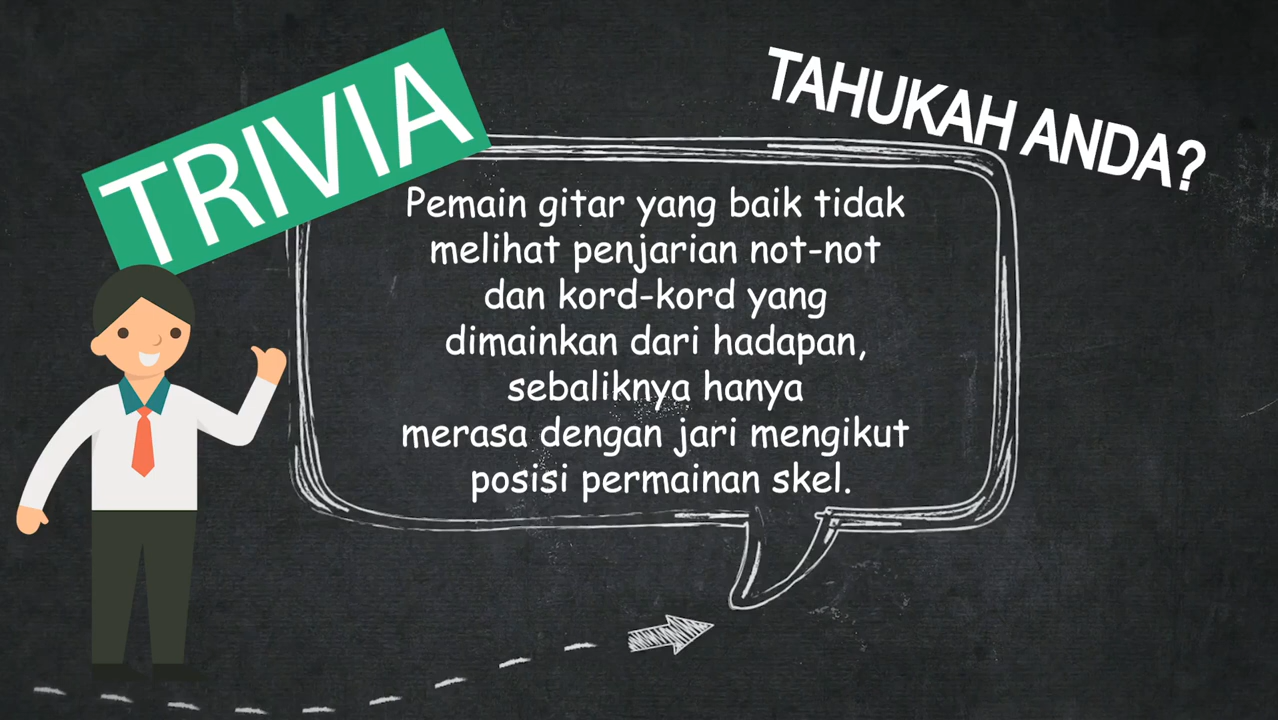 TRIVIA
TAHUKAH ANDA?
Pemain gitar yang baik tidak
melihat penjarian not-not
dan kord-kord yang
dimainkan dari hadapan,
sebaliknya hanya
merasa dengan jari mengikut
posisi permainan skel.